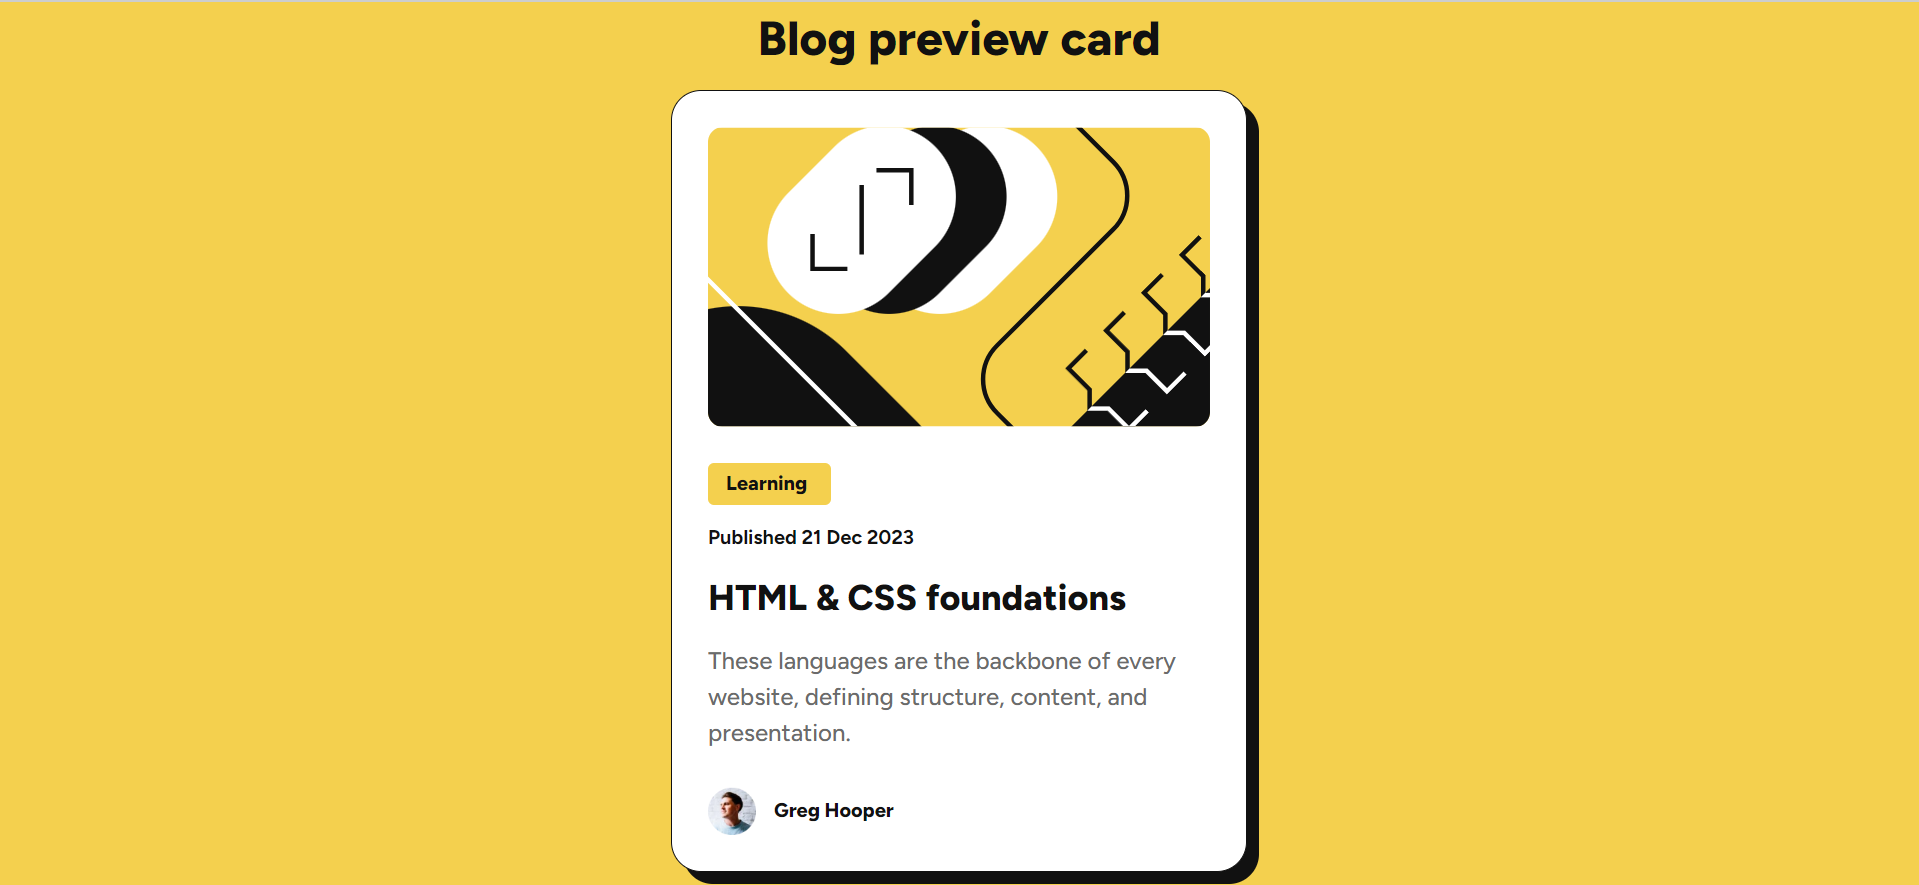 Blog preview card
Learning
Published 21 Dec 2023
HTML & CSS foundations
These languages are the backbone of every
website, defining structure, content, and
presentation.
Greg Hooper